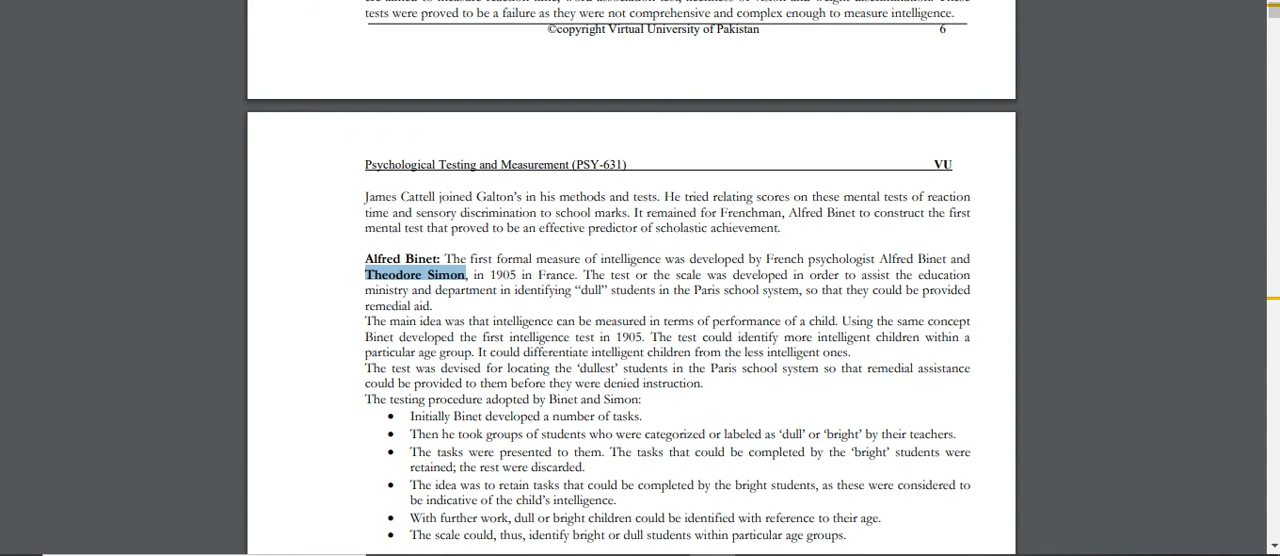 tests were proved to be a failure as they were not comprehensive and complex enough to measure intelligence.
©copyright Virtual University of Pakistan 6
Psychological Testing and Measurement (PSY-631) VU
James Cattell joined Galton's in his methods and tests. He tried relating scores on these mental tests of reaction
time and sensory discrimination to school marks. It remained for Frenchman, Alfred Binet to construct the first
mental test that proved to be an effective predictor of scholastic achievement.
Alfred Binet: The first formal measure of intelligence was developed by French psychologist Alfred Binet and
Theodore Simon, in 1905 in France. The test or the scale was developed in order to assist the education
ministry and department in identifying “dull” students in the Paris school system, so that they could be provided
remedial aid.
The main idea was that intelligence can be measured in terms of performance of a child. Using the same concept
Binet developed the first intelligence test in 1905. The test could identify more intelligent children within a
particular age group. It could differentiate intelligent children from the less intelligent ones.
The test was devised for locating the ‘dullest’ students in the Paris school system so that remedial assistance
could be provided to them before they were denied instruction.
The testing procedure adopted by Binet and Simon:
• Initially Binet developed a number of tasks.
• Then he took groups of students who were categorized or labeled as ‘dull’ or ‘bright’ by their teachers.
• The tasks were presented to them. The tasks that could be completed by the ‘bright’ students were
retained; the rest were discarded.
• The idea was to retain tasks that could be completed by the bright students, as these were considered to
be indicative of the child’s intelligence.
• With further work, dull or bright children could be identified with reference to their age.
• The scale could, thus, identify bright or dull students within particular age groups.